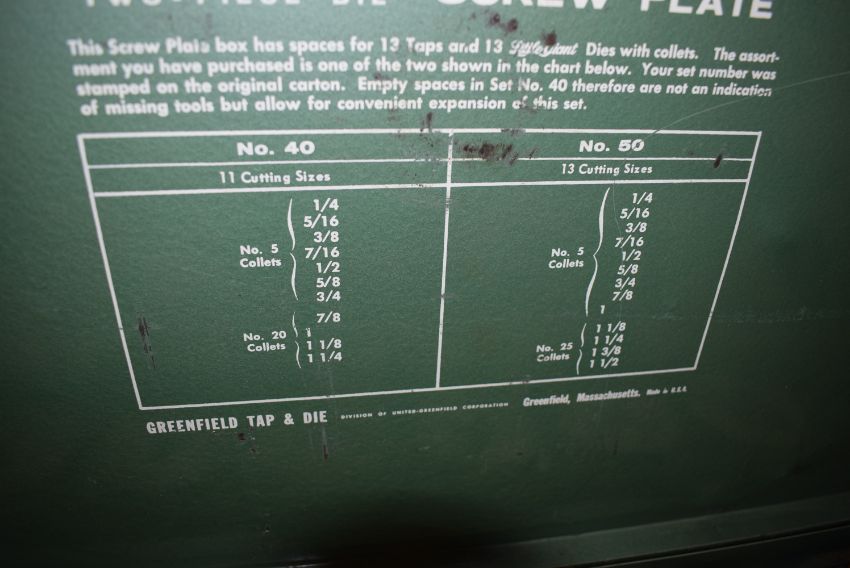 TWO-PIECE DIE SCREW PLATE
This Screw Plate box has spaces for 13 Taps and 13 Little Giant Dies with collets. The assort-
ment you have purchased is one of the two shown in the chart below. Your set number was
stamped on the original carton. Empty spaces in Set No. 40 therefore are not an indication
of missing tools but allow for convenient expansion of this set.
No. 40
11 Cutting Sizes
No. 5
Collets
1/4
5/16
3/8
7/16
1/2
5/8
3/4
No. 20
Collets
7/8
1
1 1/8
1 1/4
No. 50
13 Cutting Sizes
No. 5
Collets
1/4
5/16
3/8
7/16
1/2
5/8
3/4
7/8
1
No. 25
Collets
1 1/8
1 1/4
1 3/8
1 1/2
GREENFIELD TAP & DIE DIVISION OF UNITED-GREENFIELD CORPORATION Greenfield, Massachusetts. Made in U.S.A.